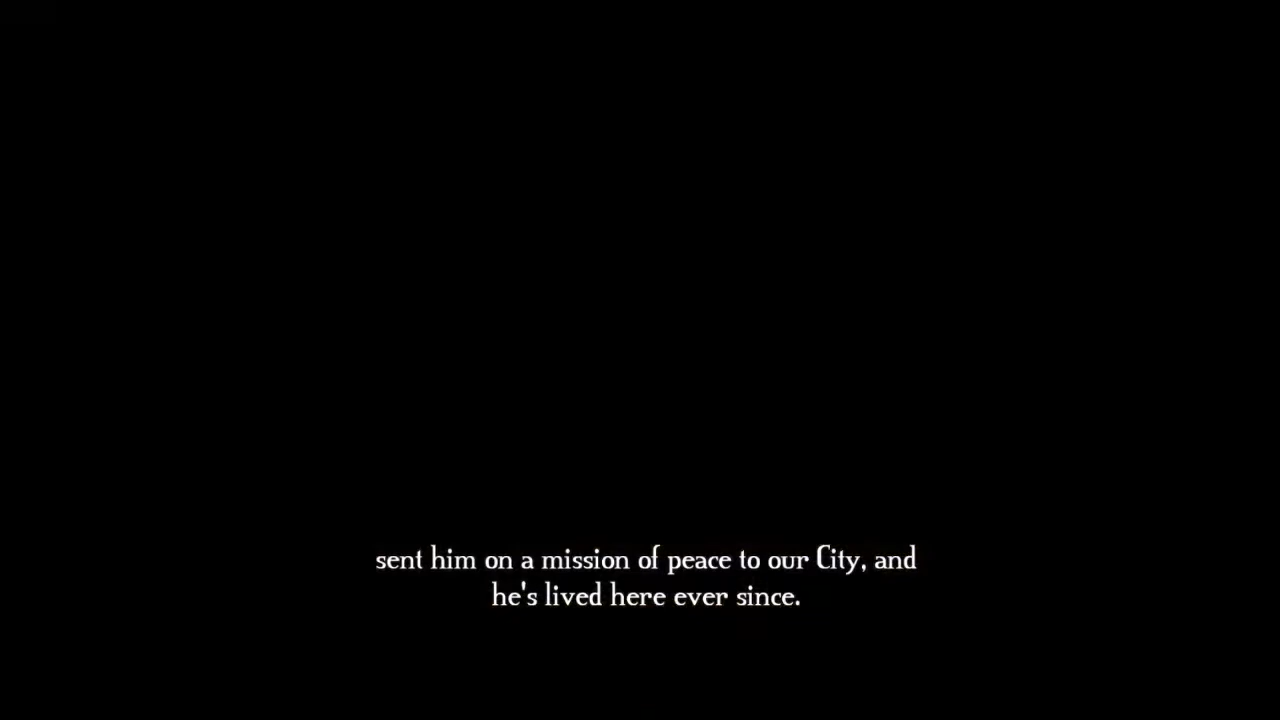 sent him on a mission of peace to our City, and
he's lived here ever since.